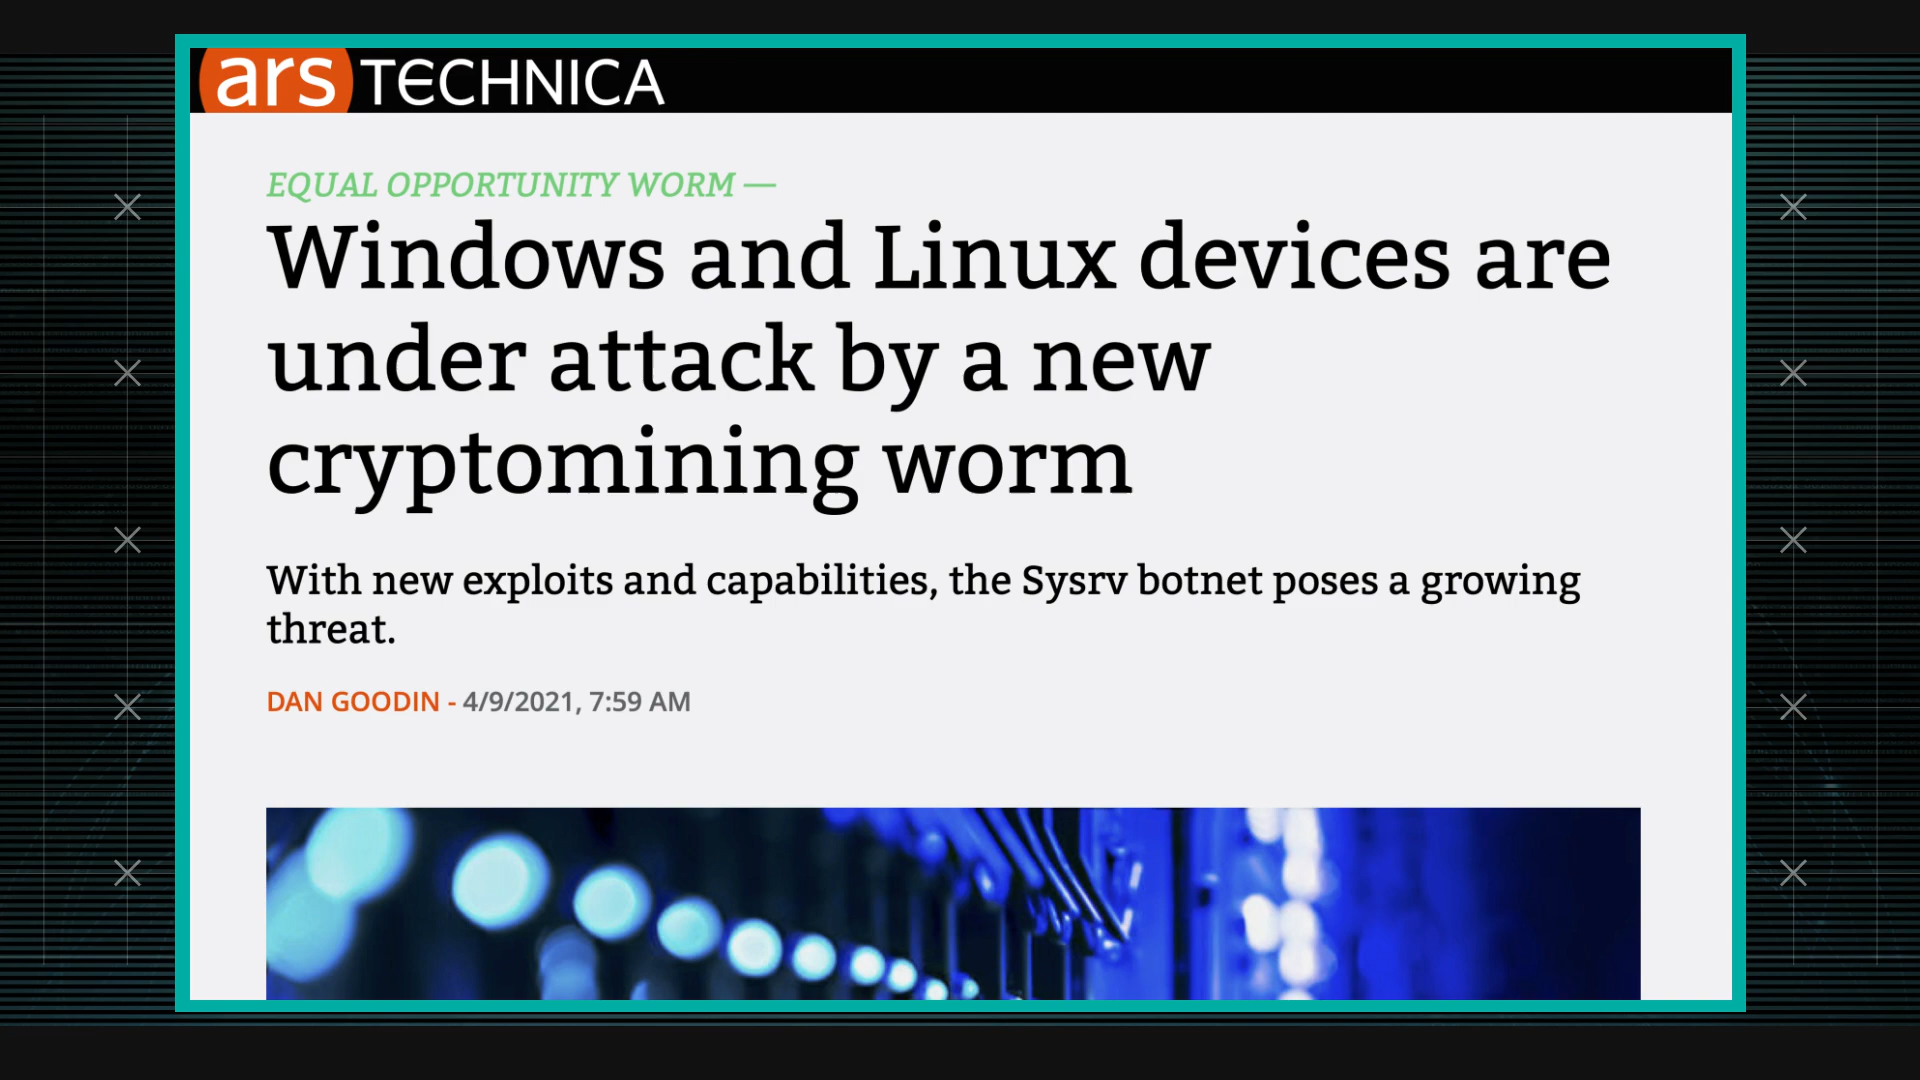 ars TECHNICA
EQUAL OPPORTUNITY WORM —
Windows and Linux devices are
under attack by a new
cryptomining worm
With new exploits and capabilities, the Sysrv botnet poses a growing
threat.
DAN GOODIN - 4/9/2021, 7:59 AM